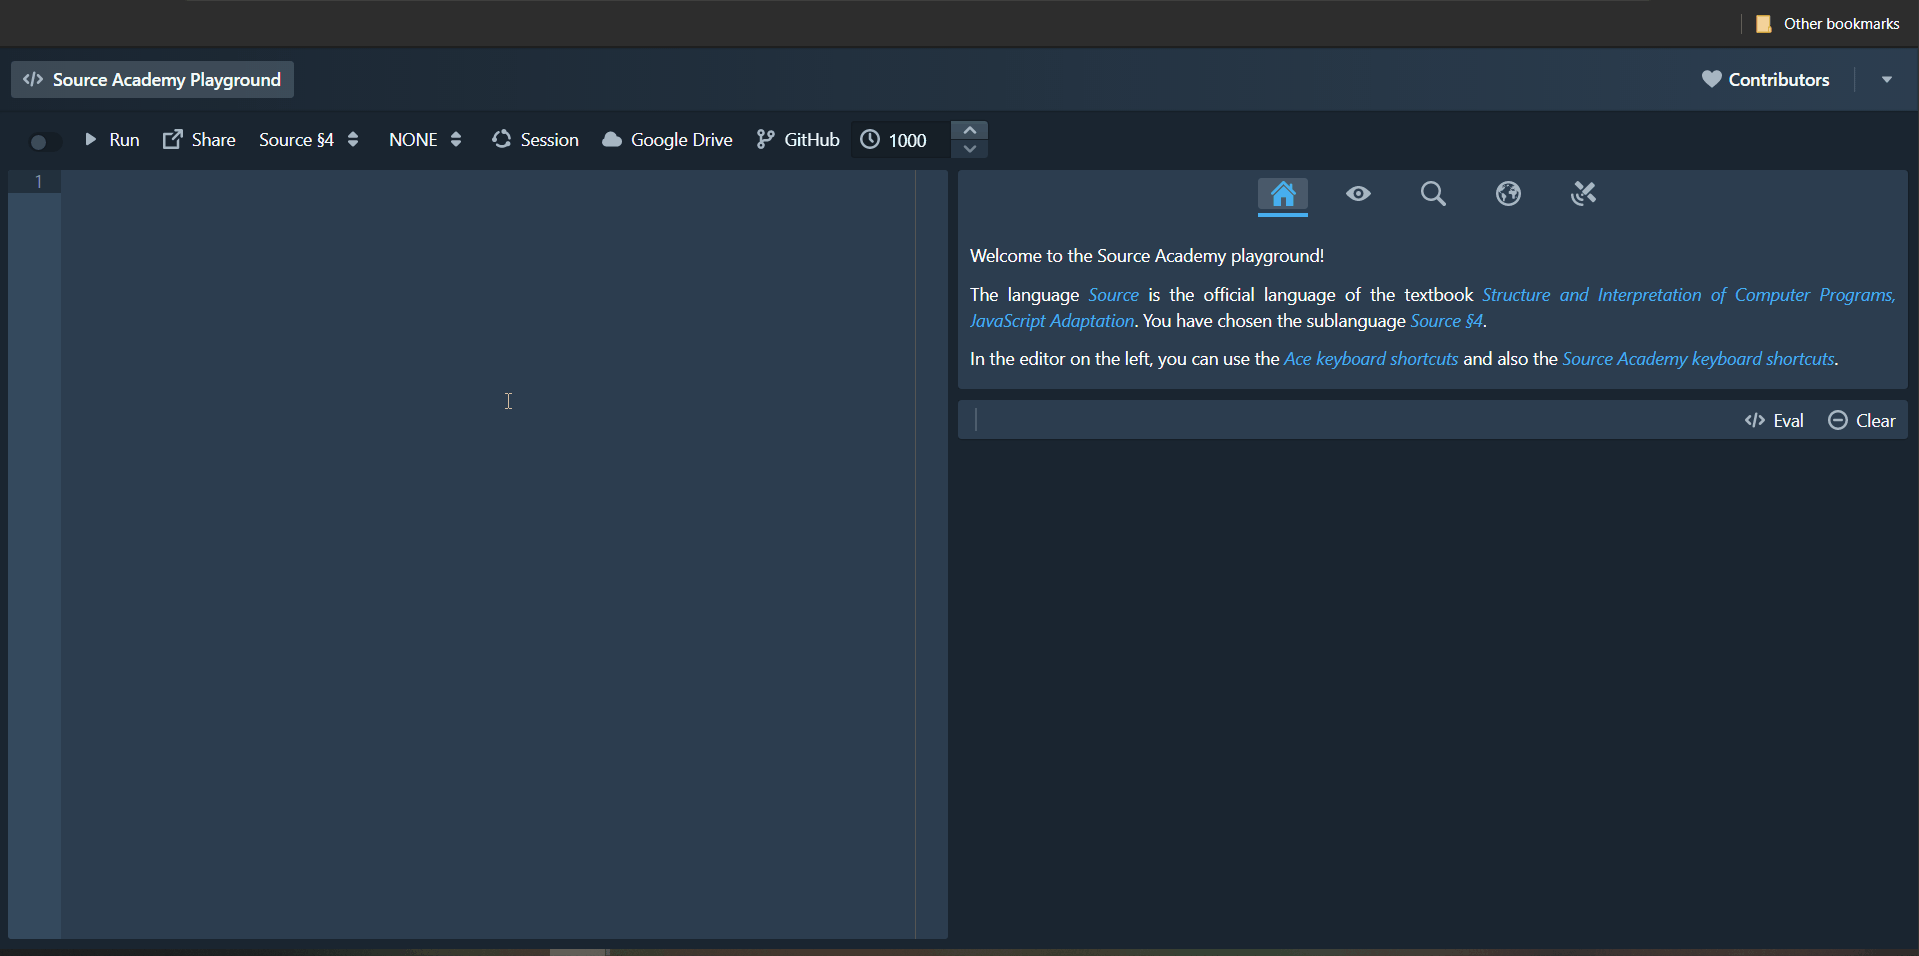 Other bookmarks
</> Source Academy Playground
Contributors
Run Share Source §4 NONE Session Google Drive GitHub 1000
1
Welcome to the Source Academy playground!
The language Source is the official language of the textbook Structure and Interpretation of Computer Programs,
JavaScript Adaptation. You have chosen the sublanguage Source §4.
In the editor on the left, you can use the Ace keyboard shortcuts and also the Source Academy keyboard shortcuts.
</> Eval Clear